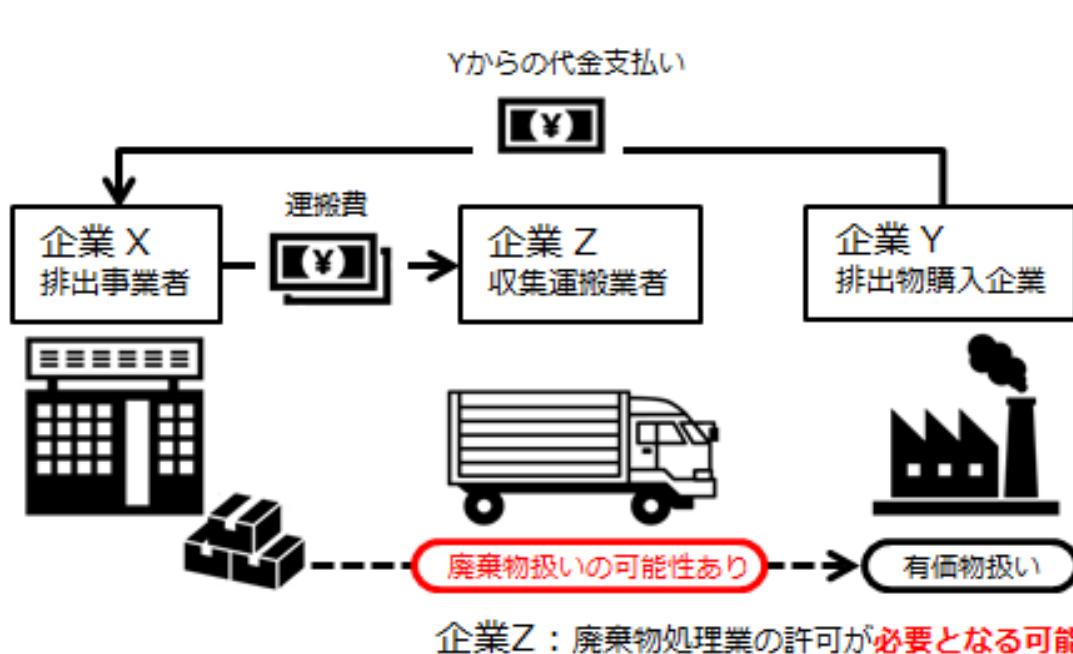 Yからの代金支払い
¥
運搬費
企業 X
排出事業者
¥
企業 Z
収集運搬業者
企業 Y
排出物購入企業
廃棄物扱いの可能性あり
有価物扱い
企業Z：廃棄物処理業の許可が必要となる可能